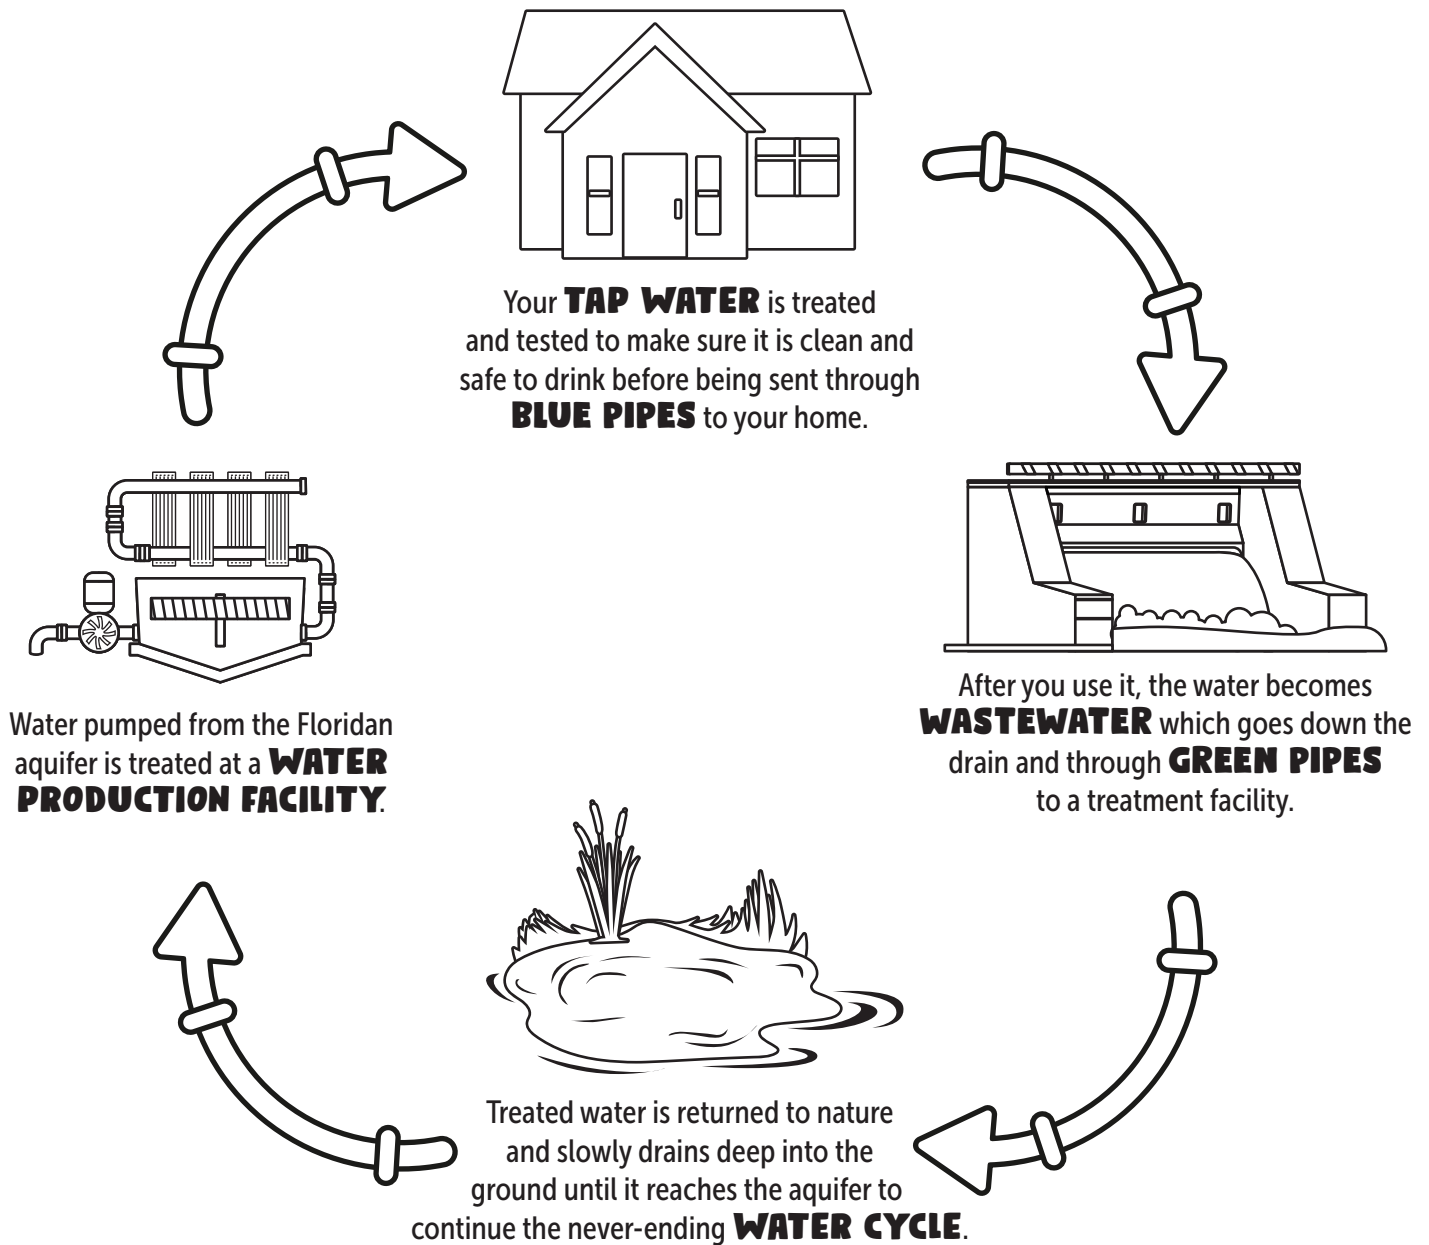 Your TAP WATER is treated
and tested to make sure it is clean and
safe to drink before being sent through
BLUE PIPES to your home.
After you use it, the water becomes
WASTEWATER which goes down the
drain and through GREEN PIPES
to a treatment facility.
Treated water is returned to nature
and slowly drains deep into the
ground until it reaches the aquifer to
continue the never-ending WATER CYCLE.
Water pumped from the Floridan
aquifer is treated at a WATER
PRODUCTION FACILITY.